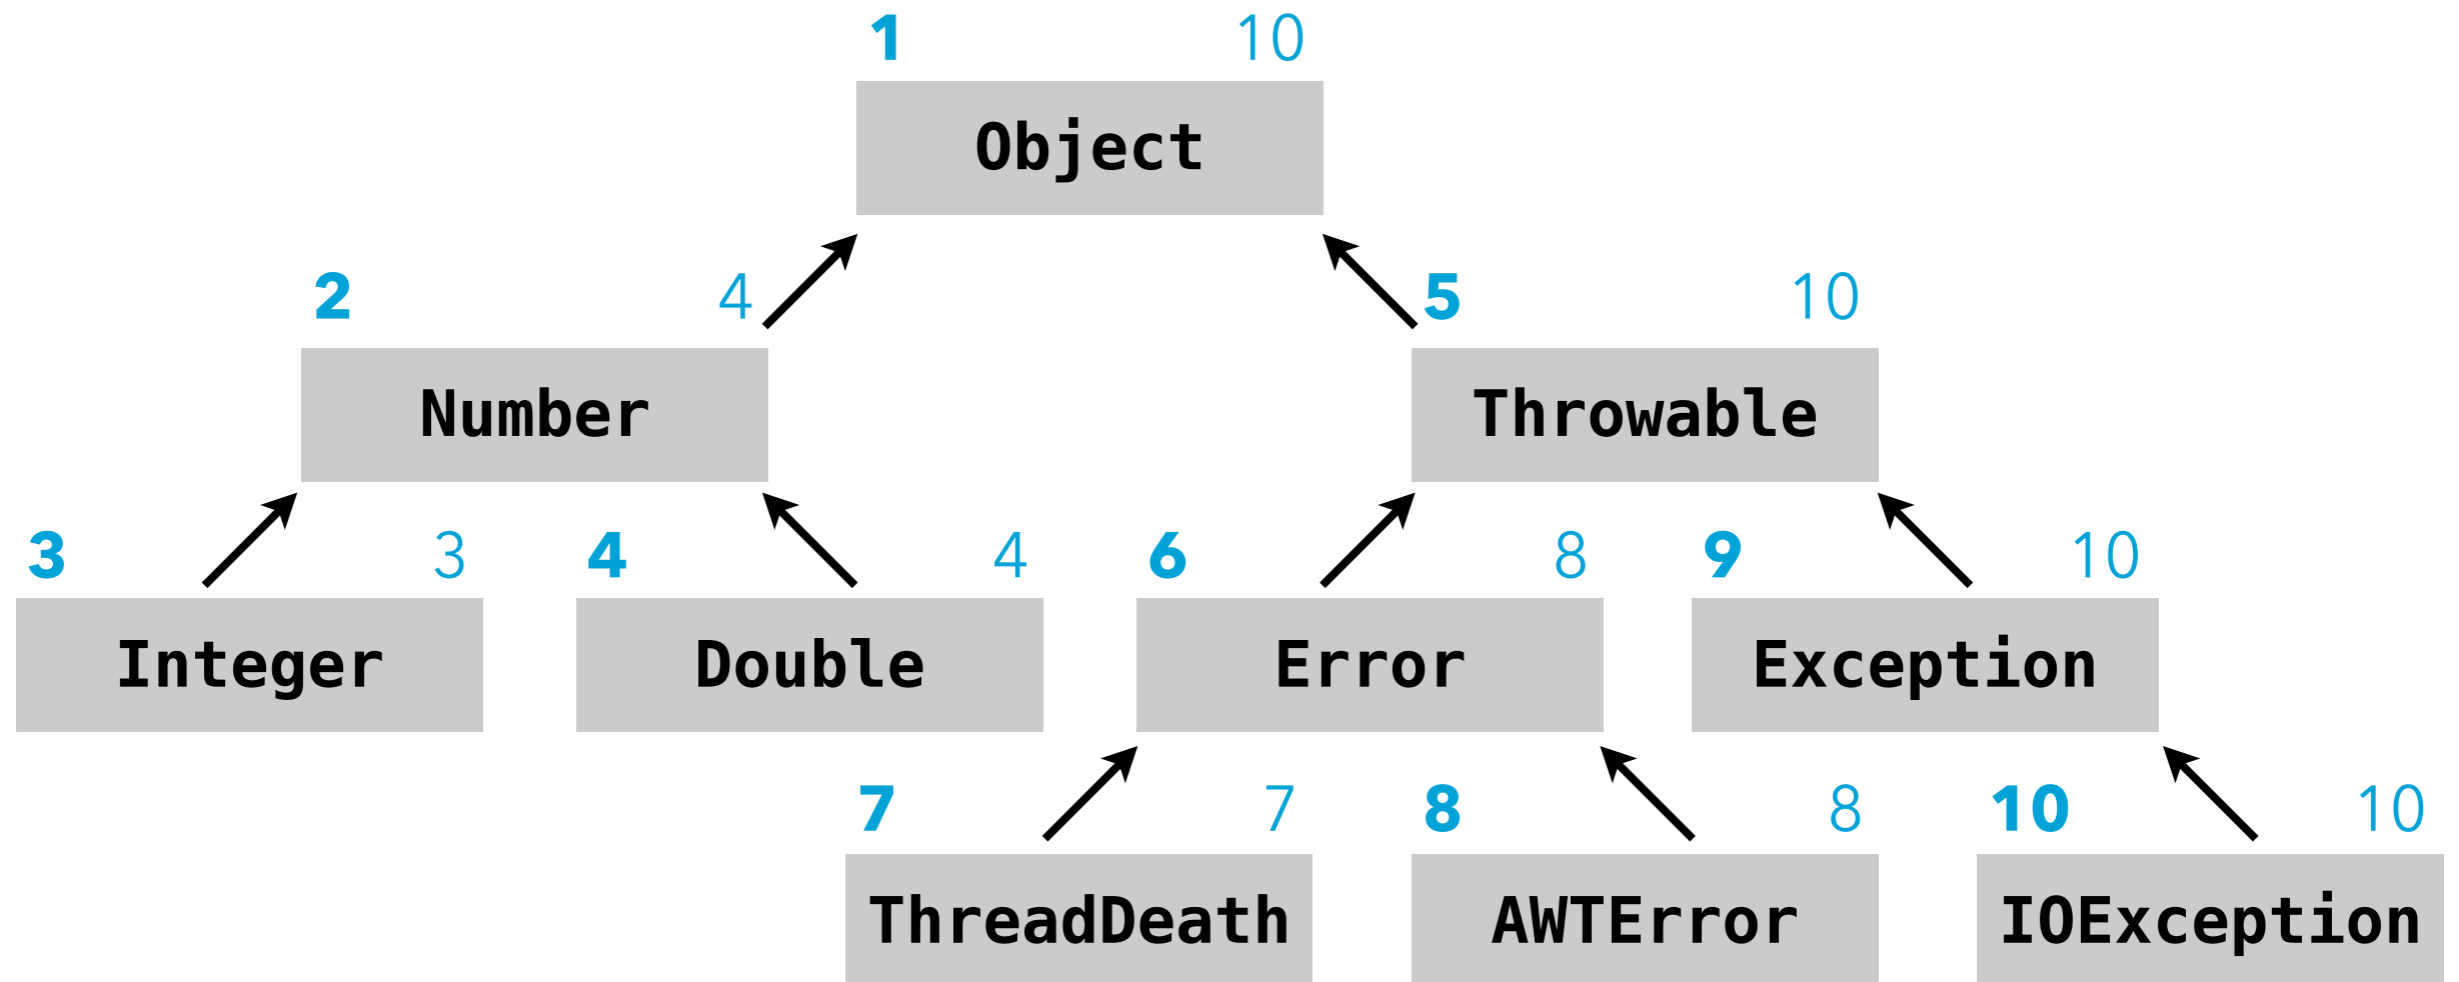 1 10
Object
2 4 5 10
Number Throwable
3 3 4 4 6 8 9 10
Integer Double Error Exception
7 7 8 8 10 10
ThreadDeath AWTError IOException